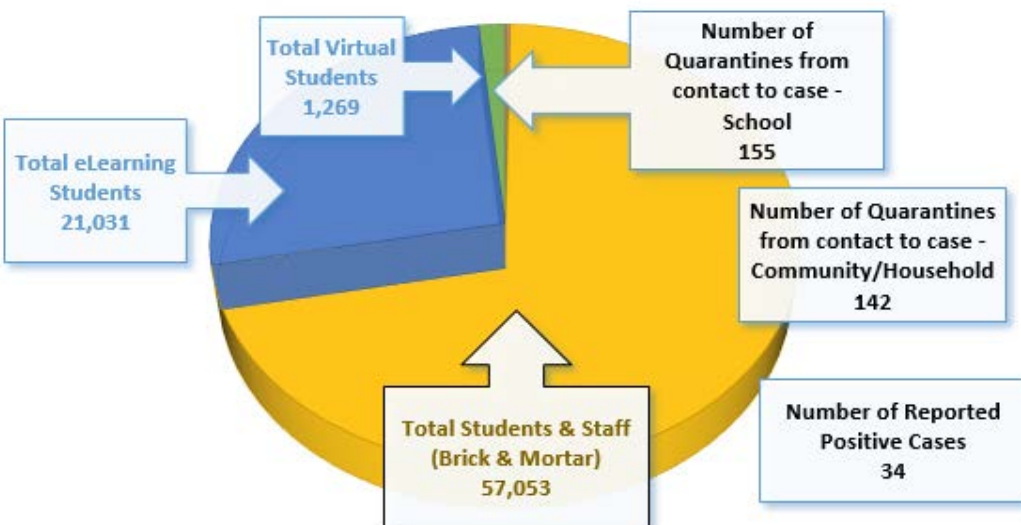 Total Virtual
Students
1,269
Number of
Quarantines from
contact to case -
School
155
Total eLearning
Students
21,031
Number of Quarantines
from contact to case -
Community/Household
142
Total Students & Staff
(Brick & Mortar)
57,053
Number of Reported
Positive Cases
34